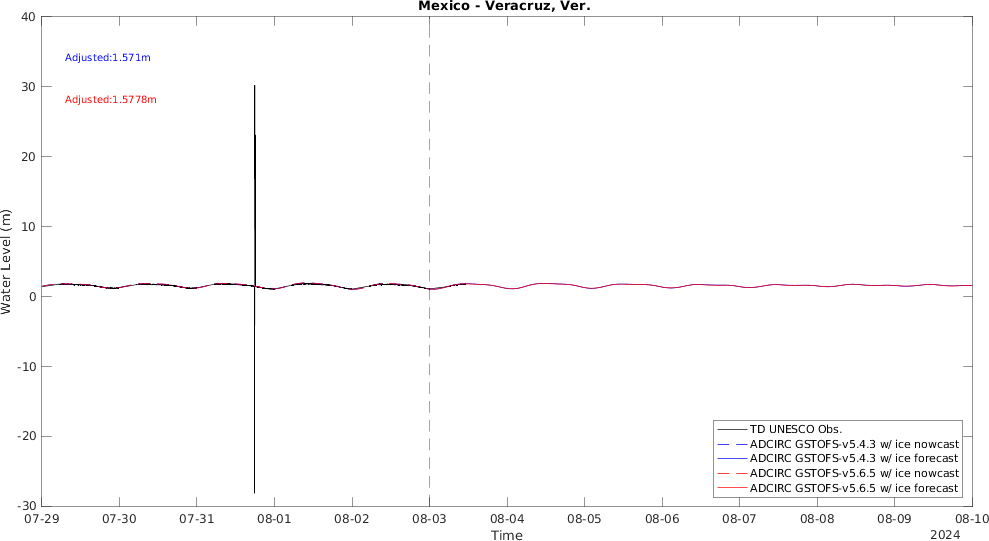 Mexico - Veracruz, Ver.
Adjusted:1.571m
Adjusted:1.5778m
40
30
20
10
0
-10
-20
-30
Water Level (m)
07-29 07-30 07-31 08-01 08-02 08-03 08-04 08-05 08-06 08-07 08-08 08-09 08-10
Time
2024
TD UNESCO Obs.
ADCIRC GSTOFS-v5.4.3 w/ ice nowcast
ADCIRC GSTOFS-v5.4.3 w/ ice forecast
ADCIRC GSTOFS-v5.6.5 w/ ice nowcast
ADCIRC GSTOFS-v5.6.5 w/ ice forecast